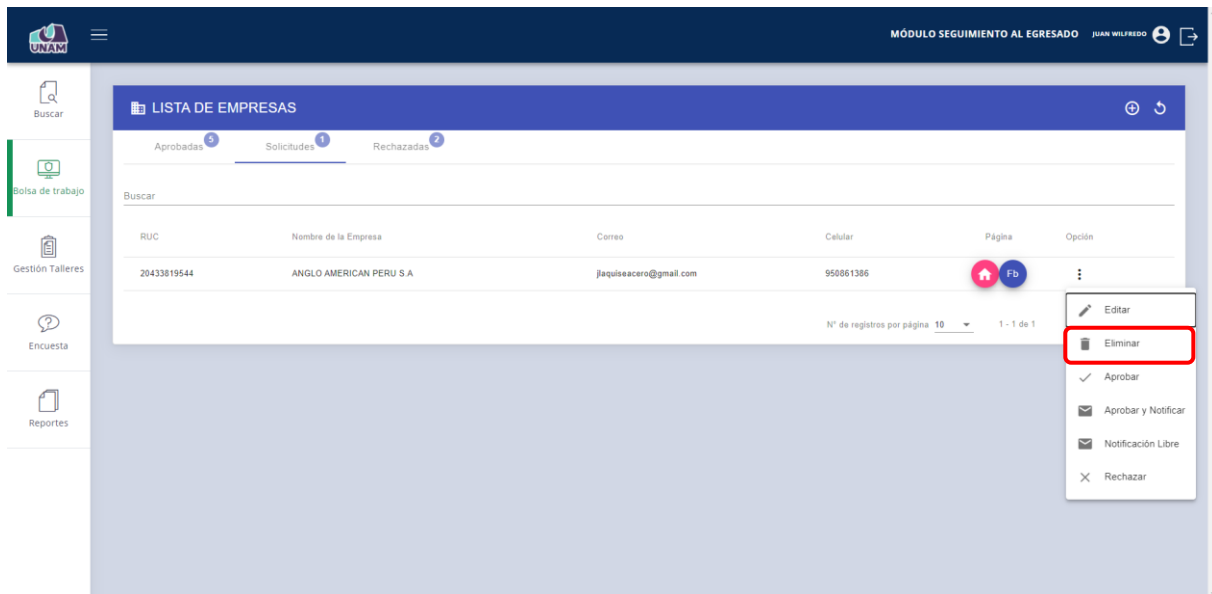 UNAM
MÓDULO SEGUIMIENTO AL EGRESADO JUAN WILFREDO
Buscar
Bolsa de trabajo
Gestión Talleres
Encuesta
Reportes
LISTA DE EMPRESAS
Aprobadas 5 Solicitudes 1 Rechazadas 2
Buscar
RUC Nombre de la Empresa Correo Celular Página Opción
20433819544 ANGLO AMERICAN PERU S.A jlaquiseacero@gmail.com 950861386 Fb
N° de registros por página 10 1 - 1 de 1
Editar
Eliminar
Aprobar
Aprobar y Notificar
Notificación Libre
Rechazar